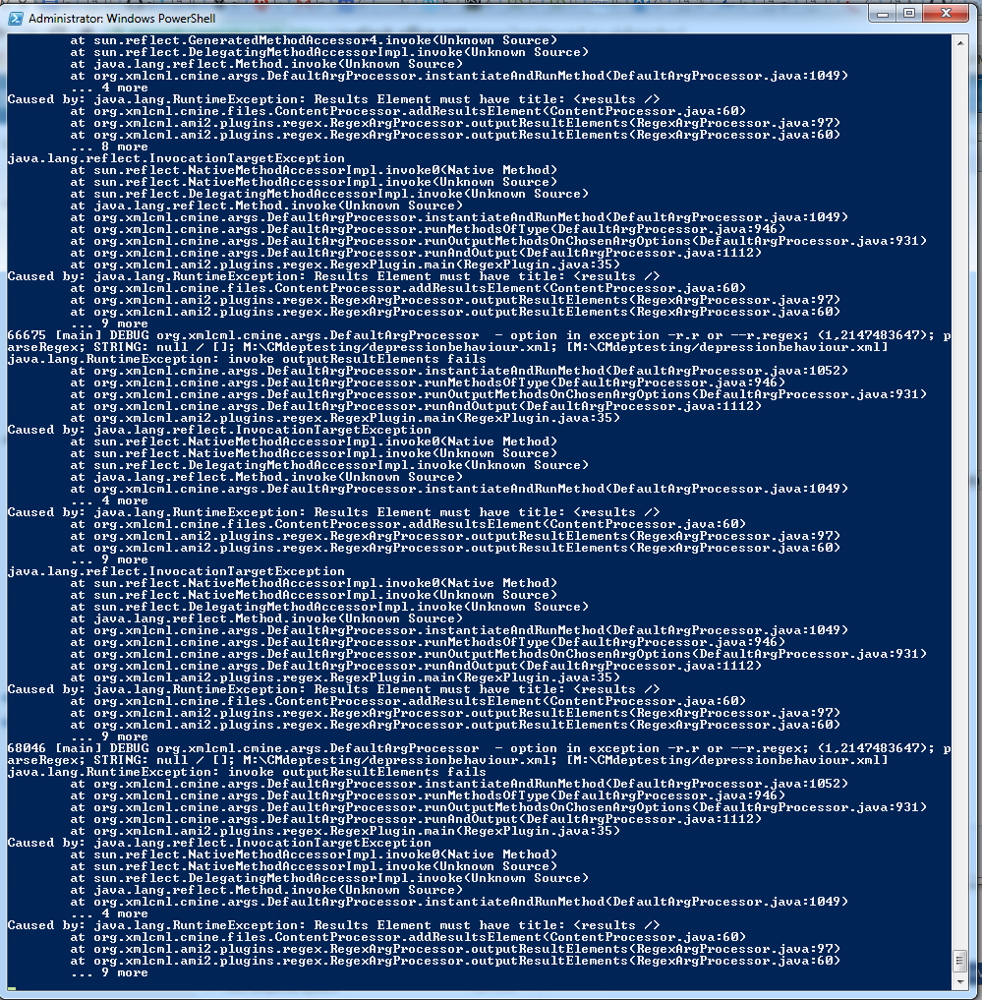 Administrator: Windows PowerShell
at sun.reflect.GeneratedMethodAccessor4.invoke(Unknown Source)
at sun.reflect.DelegatingMethodAccessorImpl.invoke(Unknown Source)
at java.lang.reflect.Method.invoke(Unknown Source)
at org.xmlcml.cmine.args.DefaultArgProcessor.instantiateAndRunMethod(DefaultArgProcessor.java:1049)
... 4 more
Caused by: java.lang.RuntimeException: Results Element must have title: <results />
at org.xmlcml.cmine.files.ContentProcessor.addResultsElement(ContentProcessor.java:60)
at org.xmlcml.ami2.plugins.regex.RegexArgProcessor.outputResultElements(RegexArgProcessor.java:97)
at org.xmlcml.ami2.plugins.regex.RegexArgProcessor.outputResultElements(RegexArgProcessor.java:60)
... 8 more
java.lang.reflect.InvocationTargetException
at sun.reflect.NativeMethodAccessorImpl.invoke0(Native Method)
at sun.reflect.NativeMethodAccessorImpl.invoke(Unknown Source)
at sun.reflect.DelegatingMethodAccessorImpl.invoke(Unknown Source)
at java.lang.reflect.Method.invoke(Unknown Source)
at org.xmlcml.cmine.args.DefaultArgProcessor.instantiateAndRunMethod(DefaultArgProcessor.java:1049)
at org.xmlcml.cmine.args.DefaultArgProcessor.runMethodsOfType(DefaultArgProcessor.java:946)
at org.xmlcml.cmine.args.DefaultArgProcessor.runOutputMethodsOnChosenArgOptions(DefaultArgProcessor.java:931)
at org.xmlcml.cmine.args.DefaultArgProcessor.runAndOutput(DefaultArgProcessor.java:1112)
at org.xmlcml.ami2.plugins.regex.RegexPlugin.main(RegexPlugin.java:35)
Caused by: java.lang.RuntimeException: Results Element must have title: <results />
at org.xmlcml.cmine.files.ContentProcessor.addResultsElement(ContentProcessor.java:60)
at org.xmlcml.ami2.plugins.regex.RegexArgProcessor.outputResultElements(RegexArgProcessor.java:97)
at org.xmlcml.ami2.plugins.regex.RegexArgProcessor.outputResultElements(RegexArgProcessor.java:60)
... 9 more
66675 [main] DEBUG org.xmlcml.cmine.args.DefaultArgProcessor  - option in exception -r.r or --r.regex; (1,2147483647); p
arseRegex; STRING: null / []; M:\CMdeptesting/depressionbehaviour.xml; [M:\CMdeptesting/depressionbehaviour.xml]
java.lang.RuntimeException: invoke outputResultElements fails
at org.xmlcml.cmine.args.DefaultArgProcessor.instantiateAndRunMethod(DefaultArgProcessor.java:1052)
at org.xmlcml.cmine.args.DefaultArgProcessor.runMethodsOfType(DefaultArgProcessor.java:946)
at org.xmlcml.cmine.args.DefaultArgProcessor.runOutputMethodsOnChosenArgOptions(DefaultArgProcessor.java:931)
at org.xmlcml.cmine.args.DefaultArgProcessor.runAndOutput(DefaultArgProcessor.java:1112)
at org.xmlcml.ami2.plugins.regex.RegexPlugin.main(RegexPlugin.java:35)
Caused by: java.lang.reflect.InvocationTargetException
at sun.reflect.NativeMethodAccessorImpl.invoke0(Native Method)
at sun.reflect.NativeMethodAccessorImpl.invoke(Unknown Source)
at sun.reflect.DelegatingMethodAccessorImpl.invoke(Unknown Source)
at java.lang.reflect.Method.invoke(Unknown Source)
at org.xmlcml.cmine.args.DefaultArgProcessor.instantiateAndRunMethod(DefaultArgProcessor.java:1049)
... 4 more
Caused by: java.lang.RuntimeException: Results Element must have title: <results />
at org.xmlcml.cmine.files.ContentProcessor.addResultsElement(ContentProcessor.java:60)
at org.xmlcml.ami2.plugins.regex.RegexArgProcessor.outputResultElements(RegexArgProcessor.java:97)
at org.xmlcml.ami2.plugins.regex.RegexArgProcessor.outputResultElements(RegexArgProcessor.java:60)
... 9 more
java.lang.reflect.InvocationTargetException
at sun.reflect.NativeMethodAccessorImpl.invoke0(Native Method)
at sun.reflect.NativeMethodAccessorImpl.invoke(Unknown Source)
at sun.reflect.DelegatingMethodAccessorImpl.invoke(Unknown Source)
at java.lang.reflect.Method.invoke(Unknown Source)
at org.xmlcml.cmine.args.DefaultArgProcessor.instantiateAndRunMethod(DefaultArgProcessor.java:1049)
at org.xmlcml.cmine.args.DefaultArgProcessor.runMethodsOfType(DefaultArgProcessor.java:946)
at org.xmlcml.cmine.args.DefaultArgProcessor.runOutputMethodsOnChosenArgOptions(DefaultArgProcessor.java:931)
at org.xmlcml.cmine.args.DefaultArgProcessor.runAndOutput(DefaultArgProcessor.java:1112)
at org.xmlcml.ami2.plugins.regex.RegexPlugin.main(RegexPlugin.java:35)
Caused by: java.lang.RuntimeException: Results Element must have title: <results />
at org.xmlcml.cmine.files.ContentProcessor.addResultsElement(ContentProcessor.java:60)
at org.xmlcml.ami2.plugins.regex.RegexArgProcessor.outputResultElements(RegexArgProcessor.java:97)
at org.xmlcml.ami2.plugins.regex.RegexArgProcessor.outputResultElements(RegexArgProcessor.java:60)
... 9 more
68046 [main] DEBUG org.xmlcml.cmine.args.DefaultArgProcessor  - option in exception -r.r or --r.regex; (1,2147483647); p
arseRegex; STRING: null / []; M:\CMdeptesting/depressionbehaviour.xml; [M:\CMdeptesting/depressionbehaviour.xml]
java.lang.RuntimeException: invoke outputResultElements fails
at org.xmlcml.cmine.args.DefaultArgProcessor.instantiateAndRunMethod(DefaultArgProcessor.java:1052)
at org.xmlcml.cmine.args.DefaultArgProcessor.runMethodsOfType(DefaultArgProcessor.java:946)
at org.xmlcml.cmine.args.DefaultArgProcessor.runOutputMethodsOnChosenArgOptions(DefaultArgProcessor.java:931)
at org.xmlcml.cmine.args.DefaultArgProcessor.runAndOutput(DefaultArgProcessor.java:1112)
at org.xmlcml.ami2.plugins.regex.RegexPlugin.main(RegexPlugin.java:35)
Caused by: java.lang.reflect.InvocationTargetException
at sun.reflect.NativeMethodAccessorImpl.invoke0(Native Method)
at sun.reflect.NativeMethodAccessorImpl.invoke(Unknown Source)
at sun.reflect.DelegatingMethodAccessorImpl.invoke(Unknown Source)
at java.lang.reflect.Method.invoke(Unknown Source)
at org.xmlcml.cmine.args.DefaultArgProcessor.instantiateAndRunMethod(DefaultArgProcessor.java:1049)
... 4 more
Caused by: java.lang.RuntimeException: Results Element must have title: <results />
at org.xmlcml.cmine.files.ContentProcessor.addResultsElement(ContentProcessor.java:60)
at org.xmlcml.ami2.plugins.regex.RegexArgProcessor.outputResultElements(RegexArgProcessor.java:97)
at org.xmlcml.ami2.plugins.regex.RegexArgProcessor.outputResultElements(RegexArgProcessor.java:60)
... 9 more